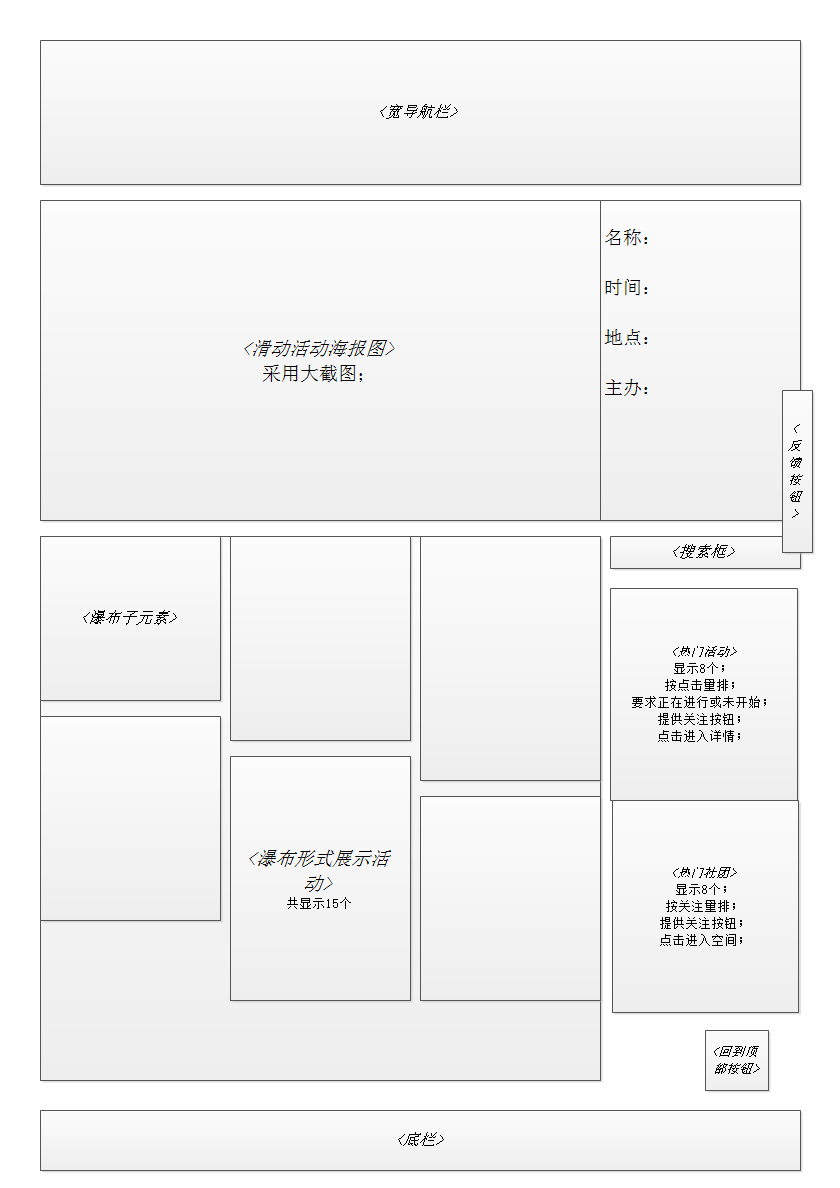 <宽导航栏>
<滑动活动海报图>
采用大截图；
名称：
时间：
地点：
主办：
<
反
馈
按
钮
>
<搜索框>
<瀑布子元素>
<瀑布形式展示活
动>
共显示15个
<热门活动>
显示8个；
按点击量排；
要求正在进行或未开始；
提供关注按钮；
点击进入详情；
<热门社团>
显示8个；
按关注量排；
提供关注按钮；
点击进入空间；
<回到顶
部按钮>
<底栏>